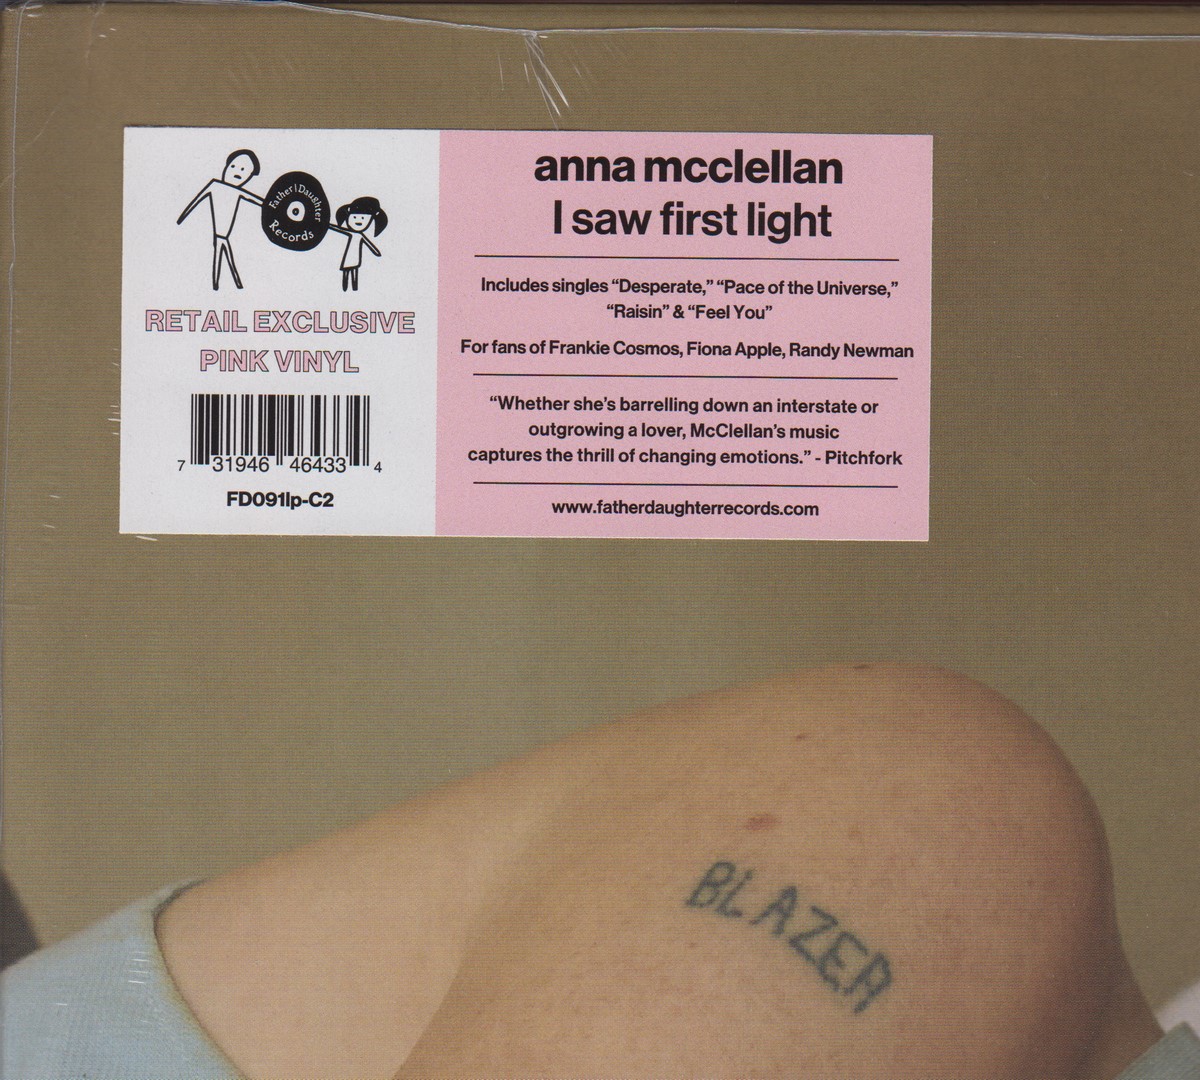 Father/Daughter
Records
RETAIL EXCLUSIVE
PINK VINYL
7 31946 46433 4
FD091lp-C2
anna mcclellan
I saw first light
Includes singles “Desperate,” “Pace of the Universe,”
“Raisin” & “Feel You”
For fans of Frankie Cosmos, Fiona Apple, Randy Newman
“Whether she’s barrelling down an interstate or
outgrowing a lover, McClellan’s music
captures the thrill of changing emotions.” - Pitchfork
www.fatherdaughterrecords.com
BLAZER